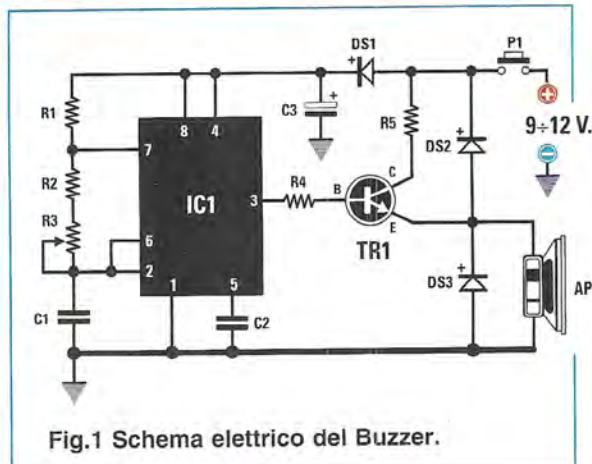 DS1
P1
R1
8
4
C3
+
R5
DS2
9÷12 V.
7
R2
R3
IC1
3
R4
B
C
E
TR1
6
2
DS3
AP
1
5
C1
C2
Fig.1 Schema elettrico del Buzzer.